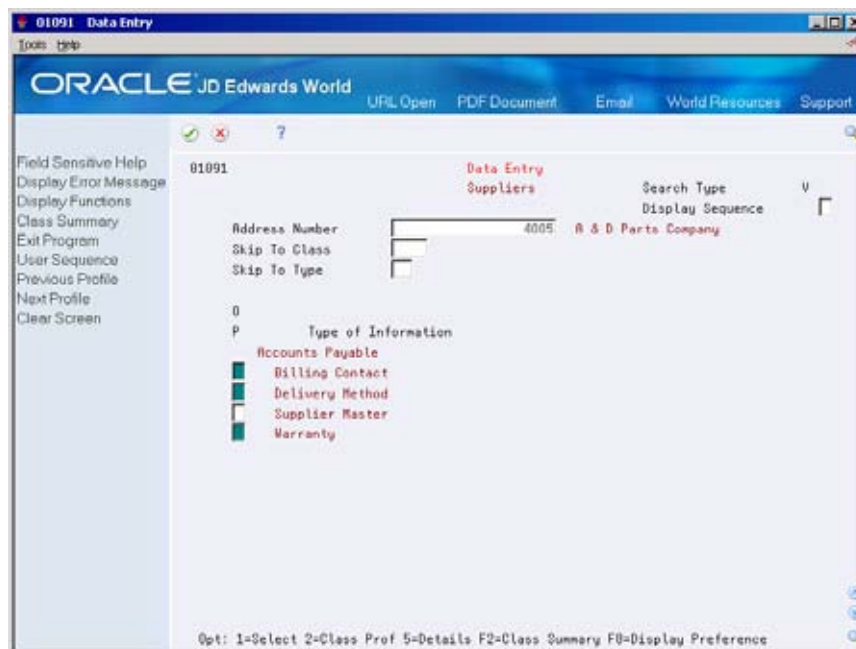 01091 Data Entry
Tools Help
ORACLE JD Edwards World
URL Open PDF Document Email World Resources Support
Field Sensitive Help
Display Error Message
Display Functions
Class Summary
Exit Program
User Sequence
Previous Profile
Next Profile
Clear Screen
?
01091 Data Entry
Suppliers Search Type V
Display Sequence
Address Number 4005 A & D Parts Company
Skip To Class
Skip To Type
O
P Type of Information
Accounts Payable
Billing Contact
Delivery Method
Supplier Master
Warranty
Opt: 1=Select 2=Class Prof 5=Details F2=Class Summary F8=Display Preference